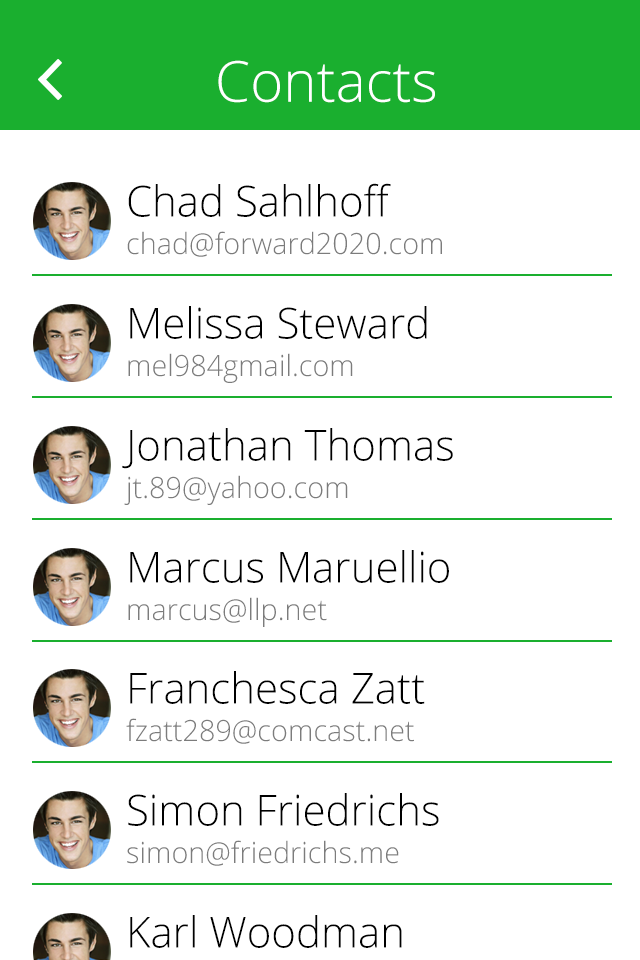 Contacts
Chad Sahlhoff
chad@forward2020.com
Melissa Steward
mel984gmail.com
Jonathan Thomas
jt.89@yahoo.com
Marcus Maruellio
marcus@llp.net
Franchesca Zatt
fzatt289@comcast.net
Simon Friedrichs
simon@friedrichs.me
Karl Woodman